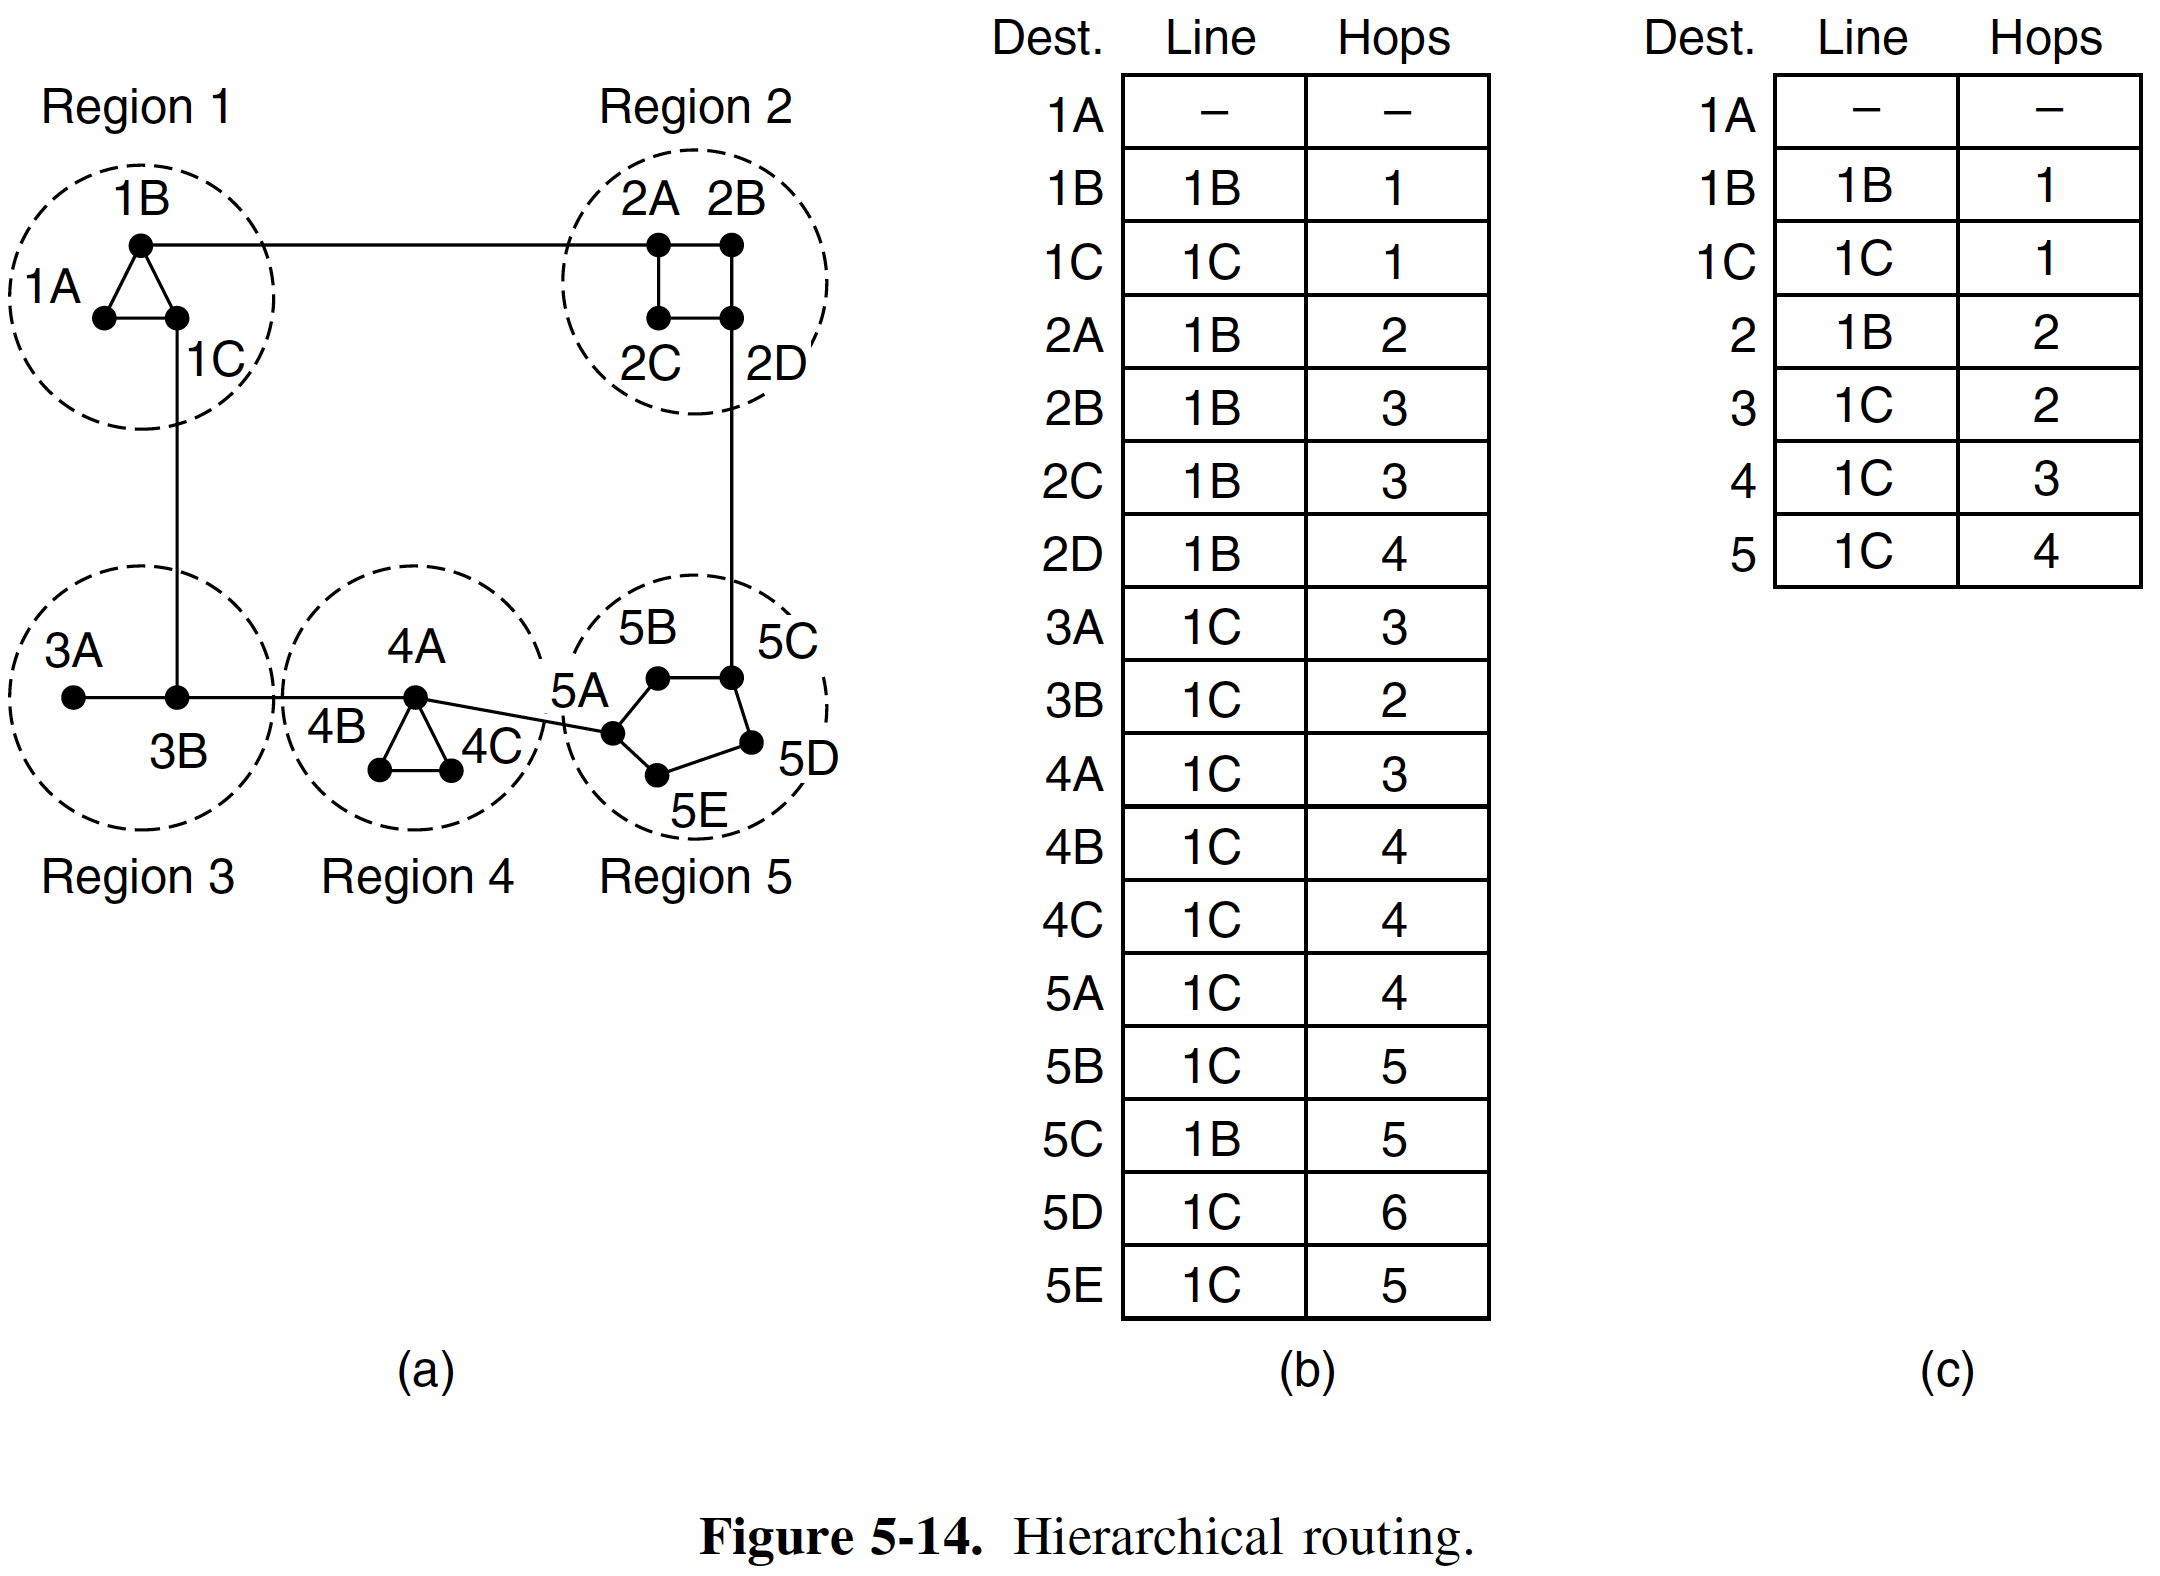 Region 1
Region 2
1B
2A 2B
1A
1C
2C
2D
3A
4A
5B
5C
5A
3B
4B
4C
5D
5E
Region 3
Region 4
Region 5
(a)
Dest. Line Hops
1A – –
1B 1B 1
1C 1C 1
2A 1B 2
2B 1B 3
2C 1B 3
2D 1B 4
3A 1C 3
3B 1C 2
4A 1C 3
4B 1C 4
4C 1C 4
5A 1C 4
5B 1C 5
5C 1B 5
5D 1C 6
5E 1C 5
(b)
Dest. Line Hops
1A – –
1B 1B 1
1C 1C 1
2 1B 2
3 1C 2
4 1C 3
5 1C 4
(c)
Figure 5-14. Hierarchical routing.